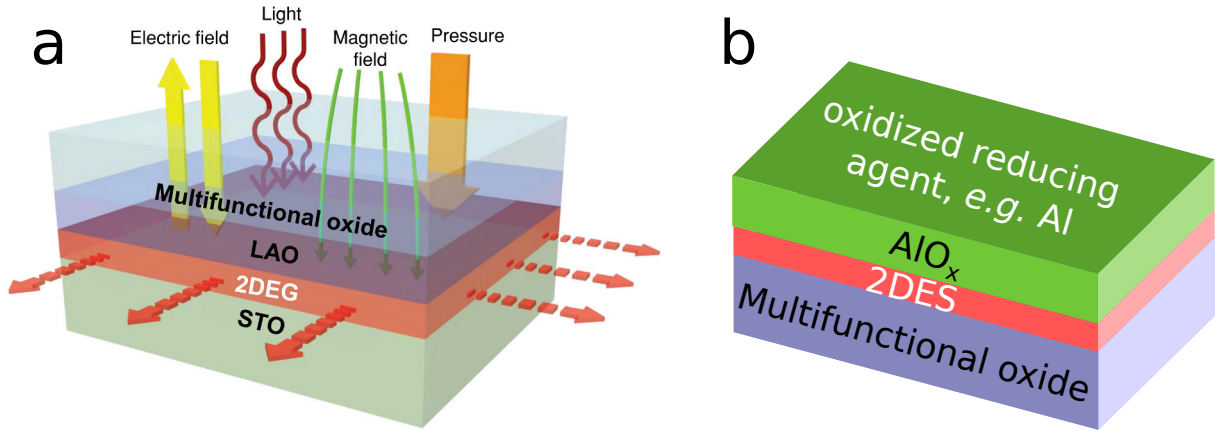 a
Electric field
Light
Magnetic
field
Pressure
Multifunctional oxide
LAO
2DEG
STO
b
oxidized reducing
agent, e.g. Al
AlOₓ
2DES
Multifunctional oxide